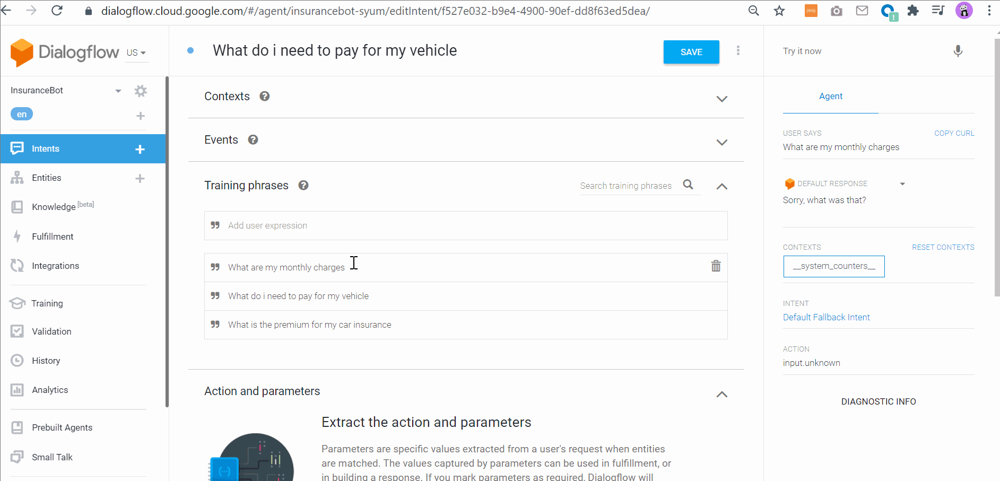 dialogflow.cloud.google.com/#/agent/insurancebot-syum/editIntent/f527e032-b9e4-4900-90ef-dd8f63ed5dea/
Dialogflow
US
InsuranceBot
en
Intents
Entities
Knowledge [beta]
Fulfillment
Integrations
Training
Validation
History
Analytics
Prebuilt Agents
Small Talk
What do i need to pay for my vehicle
SAVE
Contexts
Events
Training phrases
Search training phrases
Add user expression
What are my monthly charges
What do i need to pay for my vehicle
What is the premium for my car insurance
Action and parameters
Extract the action and parameters
Parameters are specific values extracted from a user's request when entities
are matched. The values captured by parameters can be used in fulfillment, or
in building a response. If you mark parameters as required, Dialogflow will
Try it now
Agent
USER SAYS
COPY CURL
What are my monthly charges
DEFAULT RESPONSE
Sorry, what was that?
CONTEXTS
RESET CONTEXTS
__system_counters__
INTENT
Default Fallback Intent
ACTION
input.unknown
DIAGNOSTIC INFO